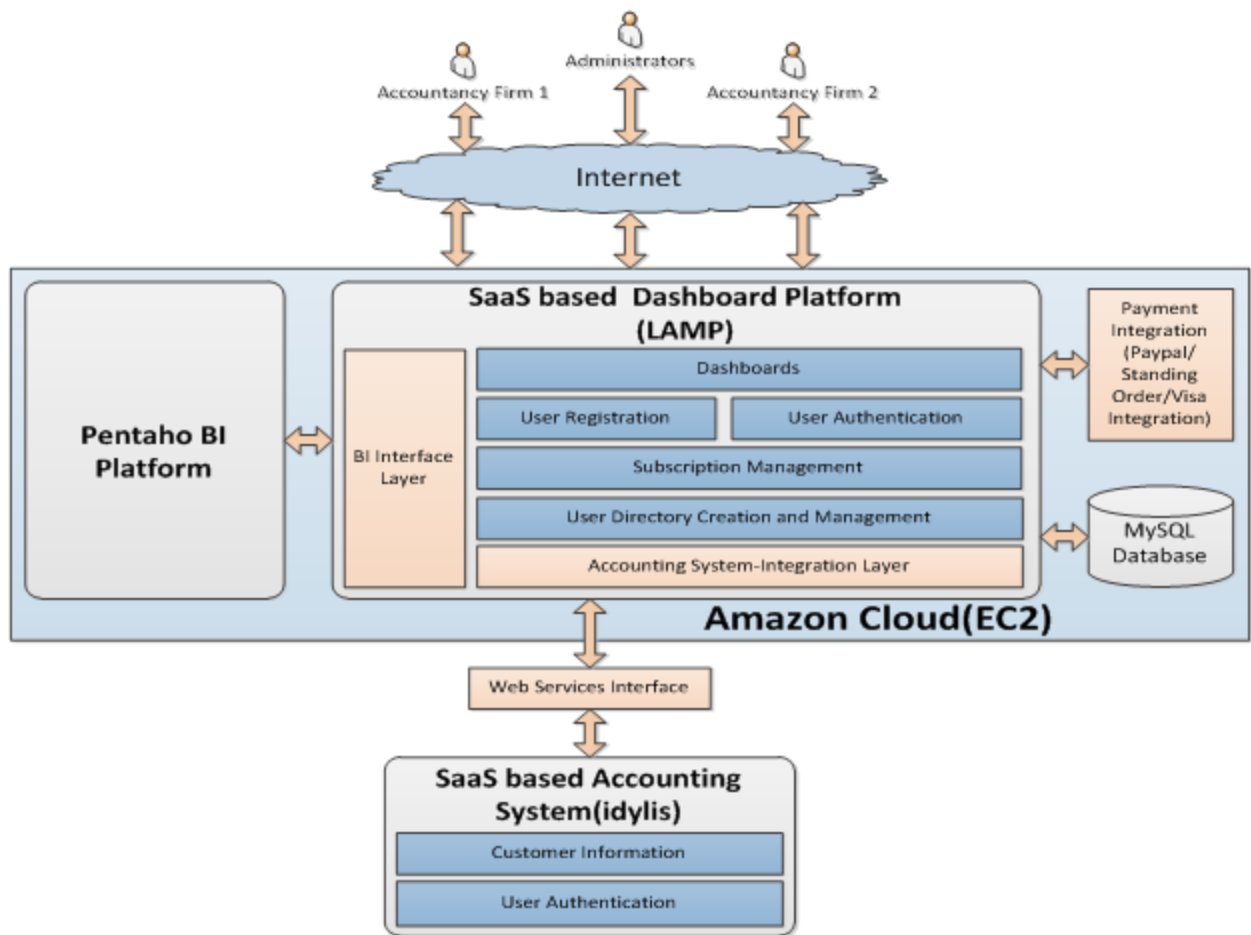 Administrators
Accountancy Firm 1
Accountancy Firm 2
Internet
Pentaho BI
Platform
SaaS based Dashboard Platform
(LAMP)
BI Interface
Layer
Dashboards
User Registration
User Authentication
Subscription Management
User Directory Creation and Management
Accounting System-Integration Layer
Payment
Integration
(Paypal/
Standing
Order/Visa
Integration)
MySQL
Database
Amazon Cloud(EC2)
Web Services Interface
SaaS based Accounting
System(idylis)
Customer Information
User Authentication